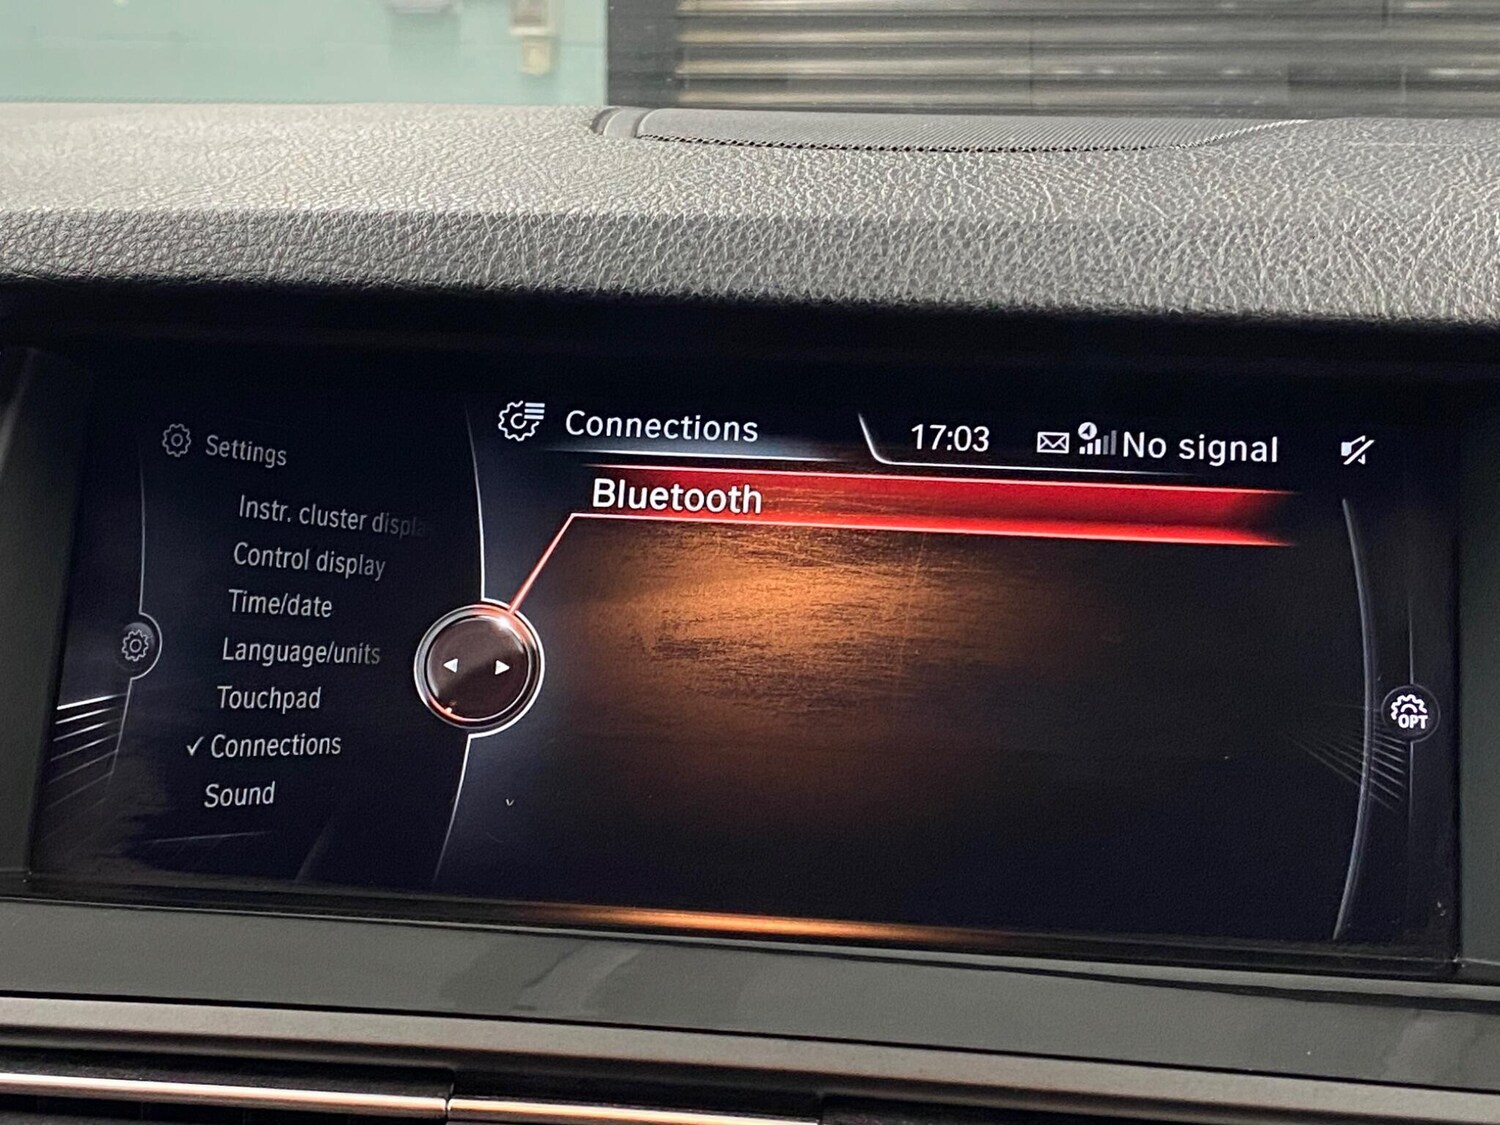 Settings
Instr. cluster
Control display
Time/date
Language/units
Touchpad
✓ Connections
Sound
Connections
17:03
No signal
Bluetooth
OPT